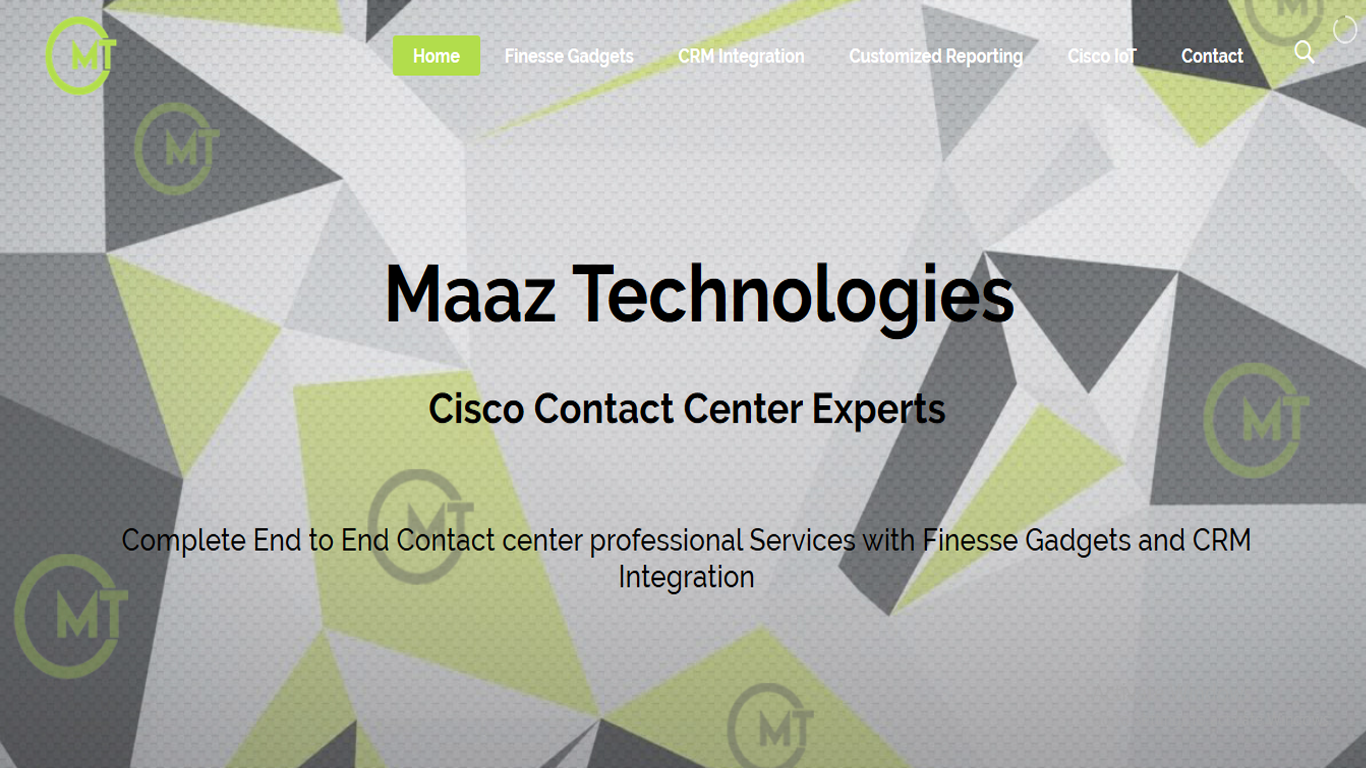 MT
Home Finesse Gadgets CRM Integration Customized Reporting Cisco IoT Contact
M
MT
Maaz Technologies
MT
Cisco Contact Center Experts
MT
Complete End to End Contact center professional Services with Finesse Gadgets and CRM
Integration
MT
MT